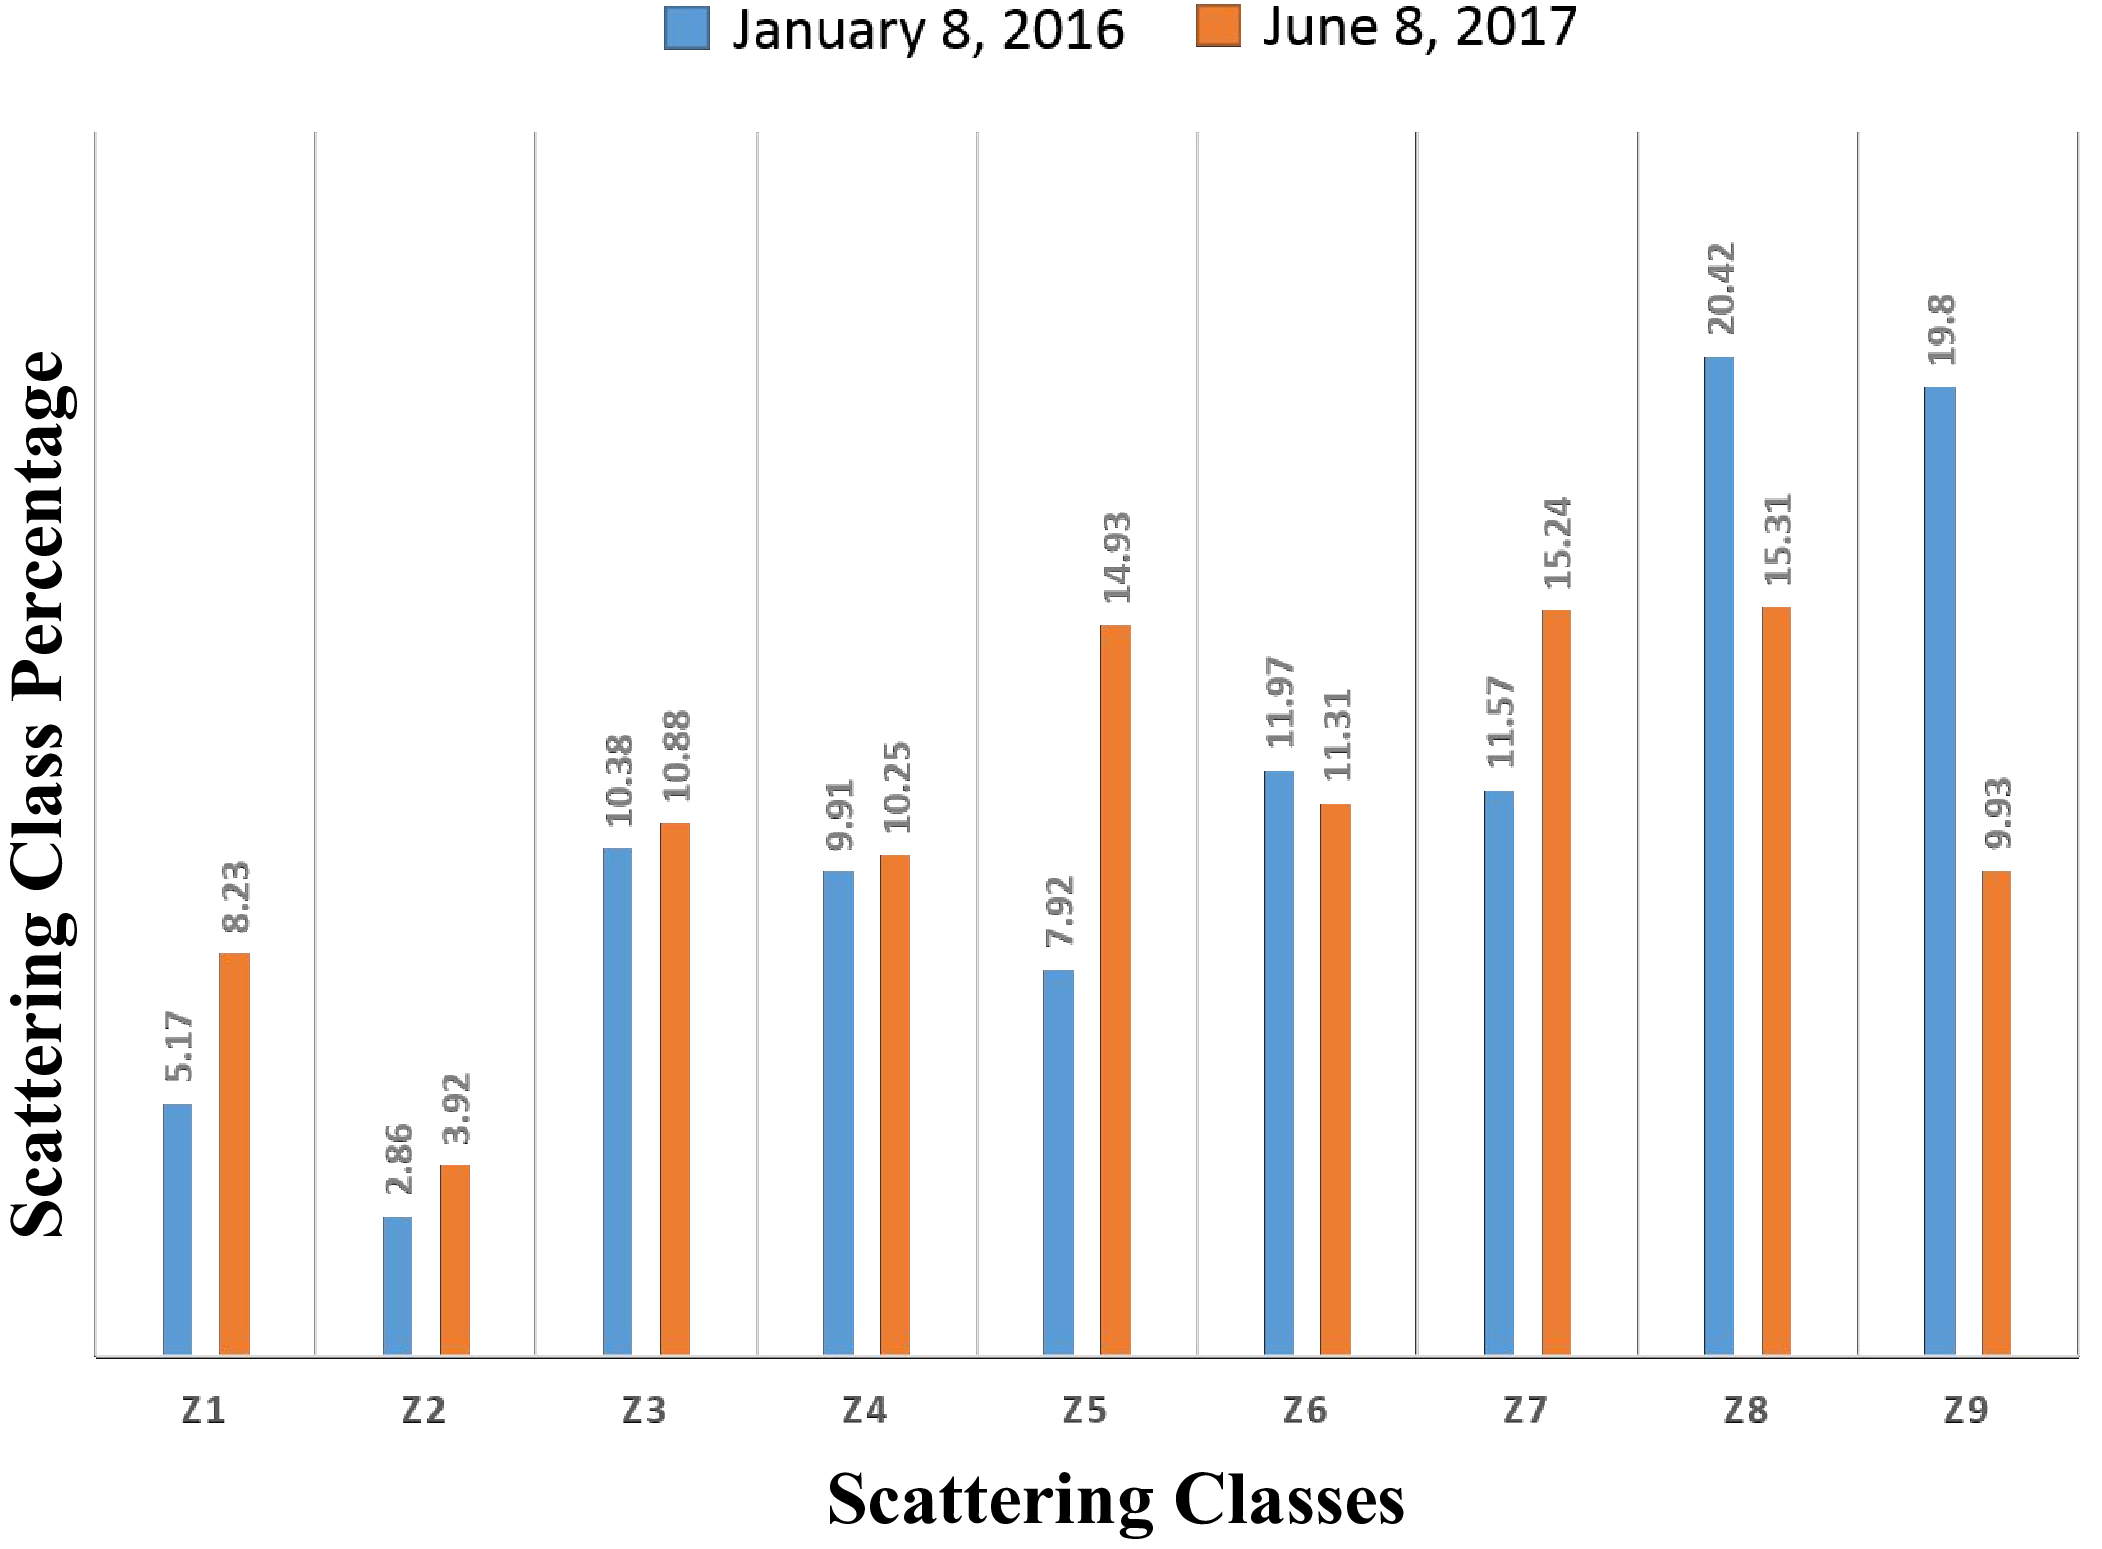 January 8, 2016 June 8, 2017
Scattering Class Percentage
5.17 8.23 2.86 3.92 10.38 10.88 9.91 10.25 7.92 14.93 11.97 11.31 11.57 15.24 20.42 15.31 19.8 9.93
Z1 Z2 Z3 Z4 Z5 Z6 Z7 Z8 Z9
Scattering Classes